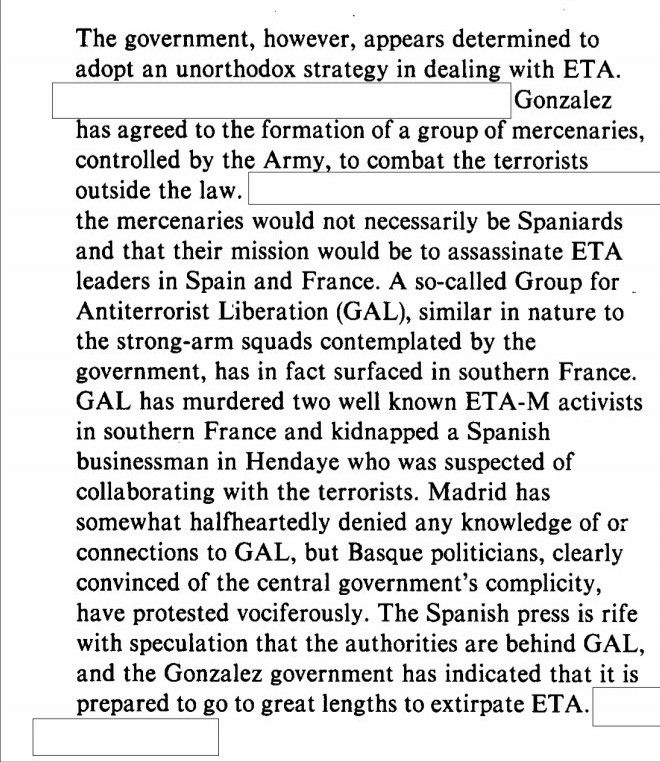 The government, however, appears determined to
adopt an unorthodox strategy in dealing with ETA.
Gonzalez
has agreed to the formation of a group of mercenaries,
controlled by the Army, to combat the terrorists
outside the law.
the mercenaries would not necessarily be Spaniards
and that their mission would be to assassinate ETA
leaders in Spain and France. A so-called Group for
Antiterrorist Liberation (GAL), similar in nature to
the strong-arm squads contemplated by the
government, has in fact surfaced in southern France.
GAL has murdered two well known ETA-M activists
in southern France and kidnapped a Spanish
businessman in Hendaye who was suspected of
collaborating with the terrorists. Madrid has
somewhat halfheartedly denied any knowledge of or
connections to GAL, but Basque politicians, clearly
convinced of the central government’s complicity,
have protested vociferously. The Spanish press is rife
with speculation that the authorities are behind GAL,
and the Gonzalez government has indicated that it is
prepared to go to great lengths to extirpate ETA.